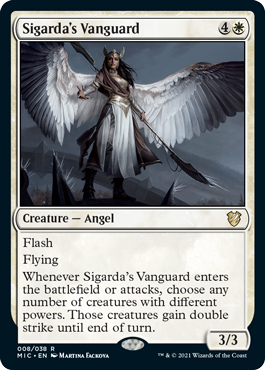 Sigarda's Vanguard 4
Creature — Angel
Flash
Flying
Whenever Sigarda's Vanguard enters
the battlefield or attacks, choose any
number of creatures with different
powers. Those creatures gain double
strike until end of turn.
3/3
008/038 R
MIC • EN Martina Fackova
™ & © 2021 Wizards of the Coast